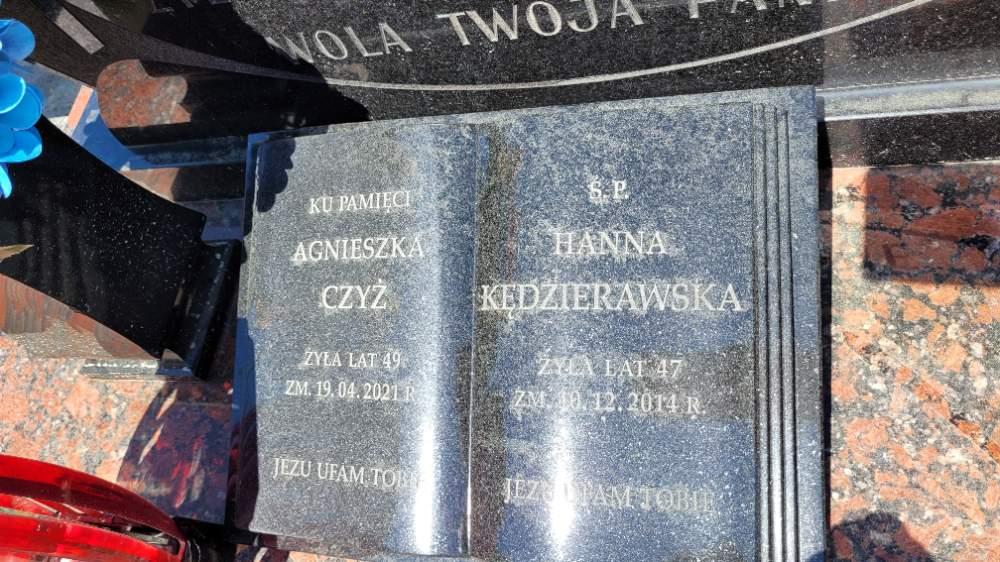 WOLA TWOJA
KU PAMIĘCI
AGNIESZKA
CZYŻ
ŻYŁA LAT 49
ZM. 19. 04. 2021 R
JEZU UFAM TOBIE
Ś. P.
HANNA
KĘDZIERAWSKA
ŻYŁA LAT 47
ZM. 10. 12. 2014 R.
JEZU UFAM TOBIE